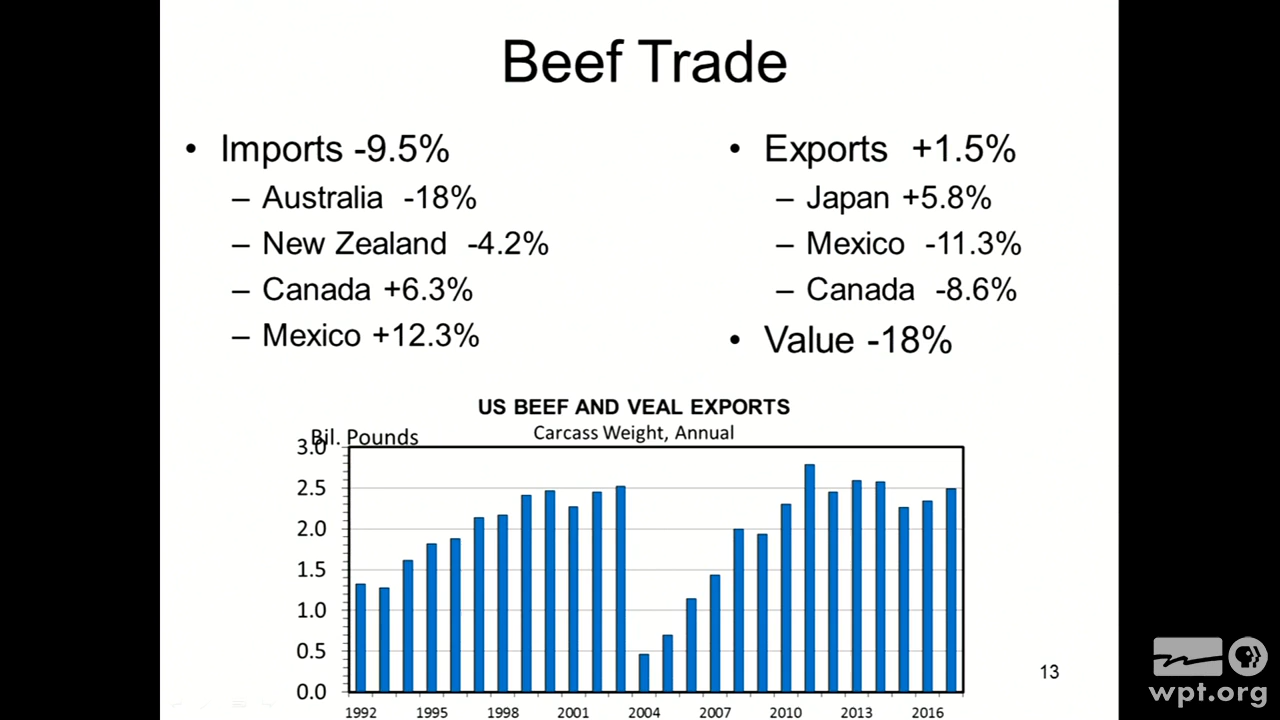 Beef Trade
• Imports -9.5%
– Australia -18%
– New Zealand -4.2%
– Canada +6.3%
– Mexico +12.3%
• Exports +1.5%
– Japan +5.8%
– Mexico -11.3%
– Canada -8.6%
• Value -18%
US BEEF AND VEAL EXPORTS
Carcass Weight, Annual
Bil. Pounds
3.0
2.5
2.0
1.5
1.0
0.5
0.0
1992 1995 1998 2001 2004 2007 2010 2013 2016
13
wpt.org